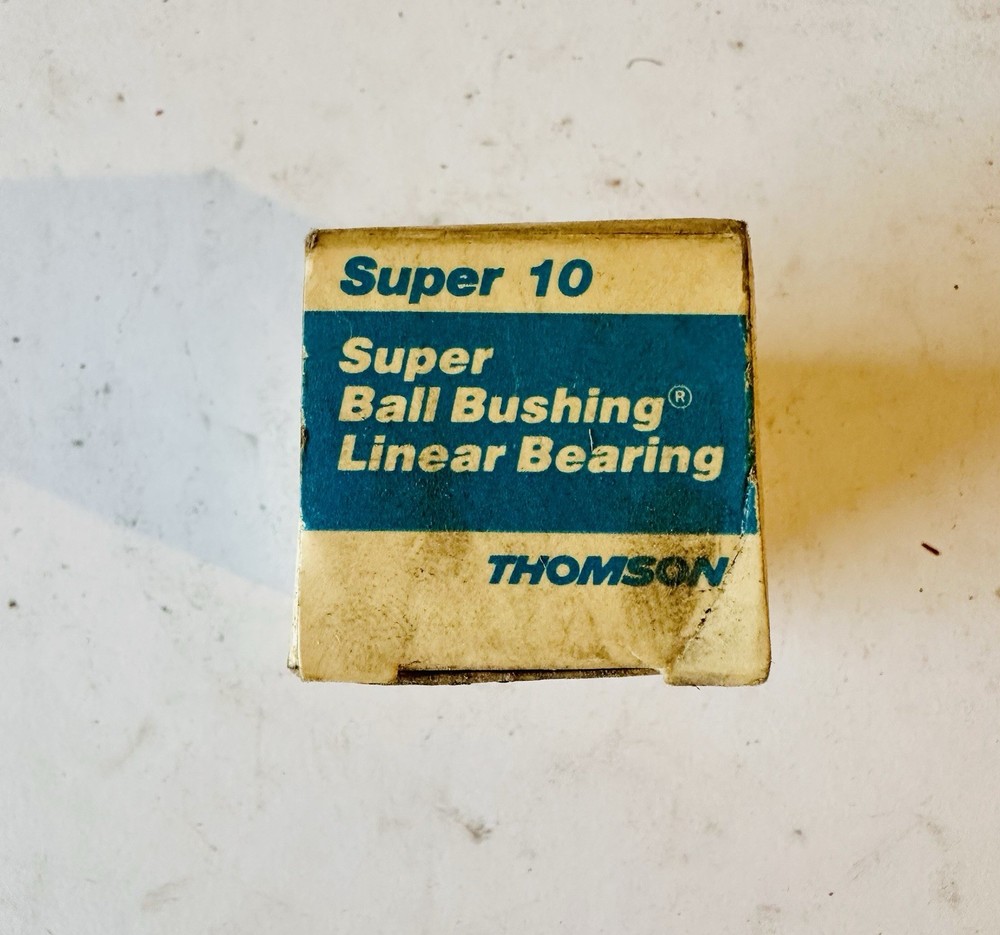 Super 10
Super
Ball Bushing®
Linear Bearing
THOMSON